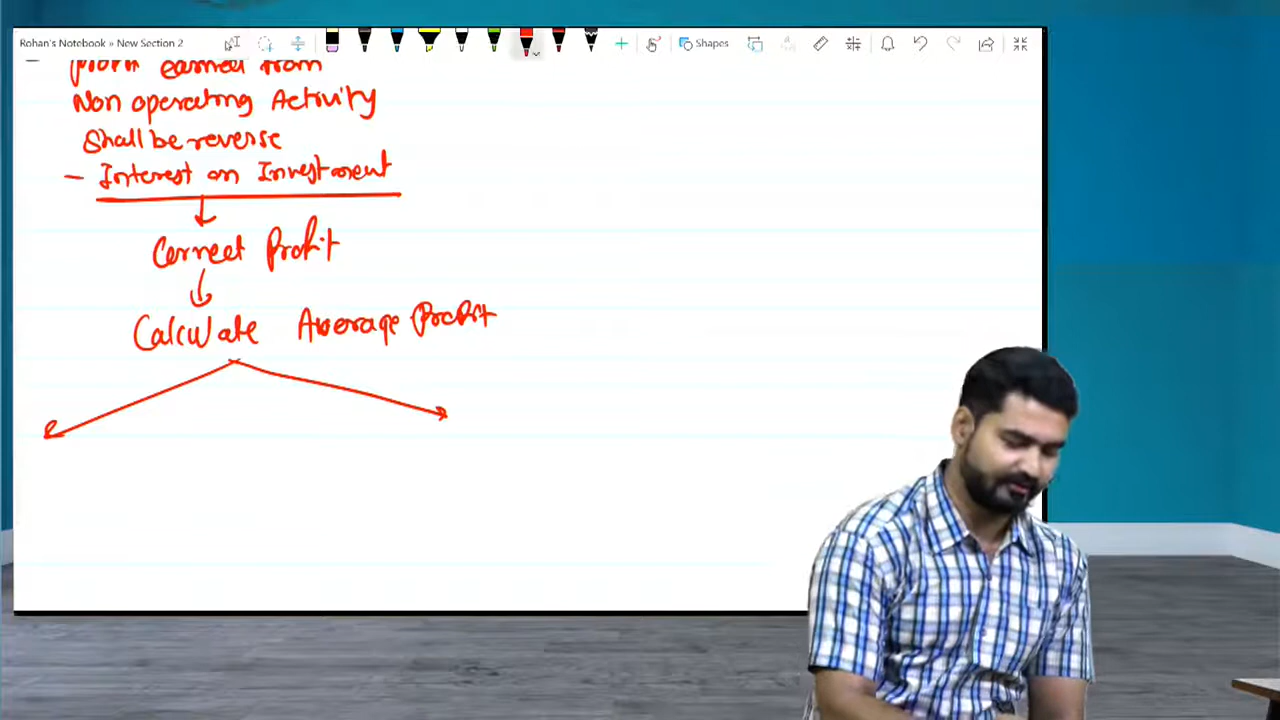 Rohan's Notebook » New Section 2
Shapes
- profit earned from
Non operating Activity
Shall be reverse
- Interest on Investment
Correct Profit
Calculate Average Profit